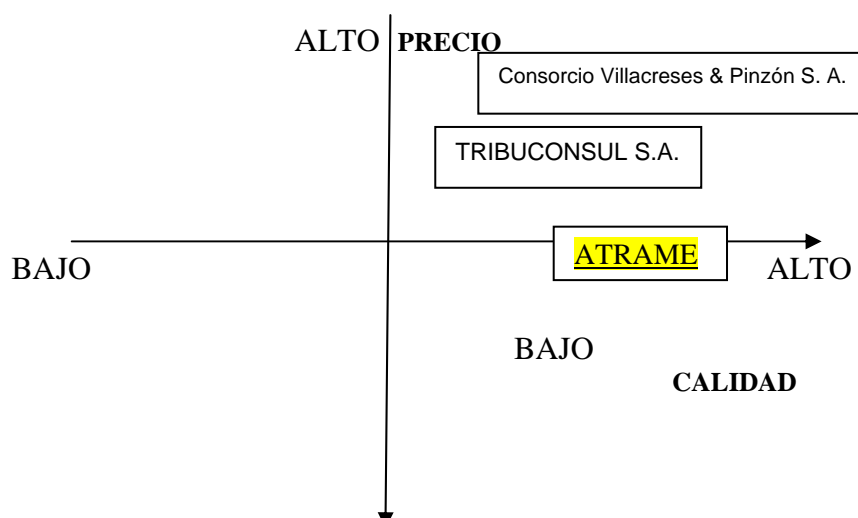 ALTO PRECIO
Consorcio Villacreses & Pinzón S. A.
TRIBUCONSUL S.A.
ATRAME
BAJO
ALTO
BAJO
CALIDAD